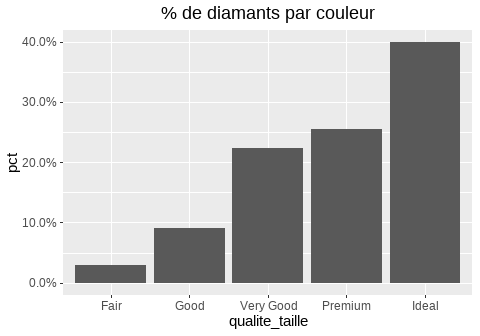 % de diamants par couleur
40.0%
30.0%
20.0%
10.0%
0.0%
pct
Fair Good Very Good Premium Ideal
qualite_taille